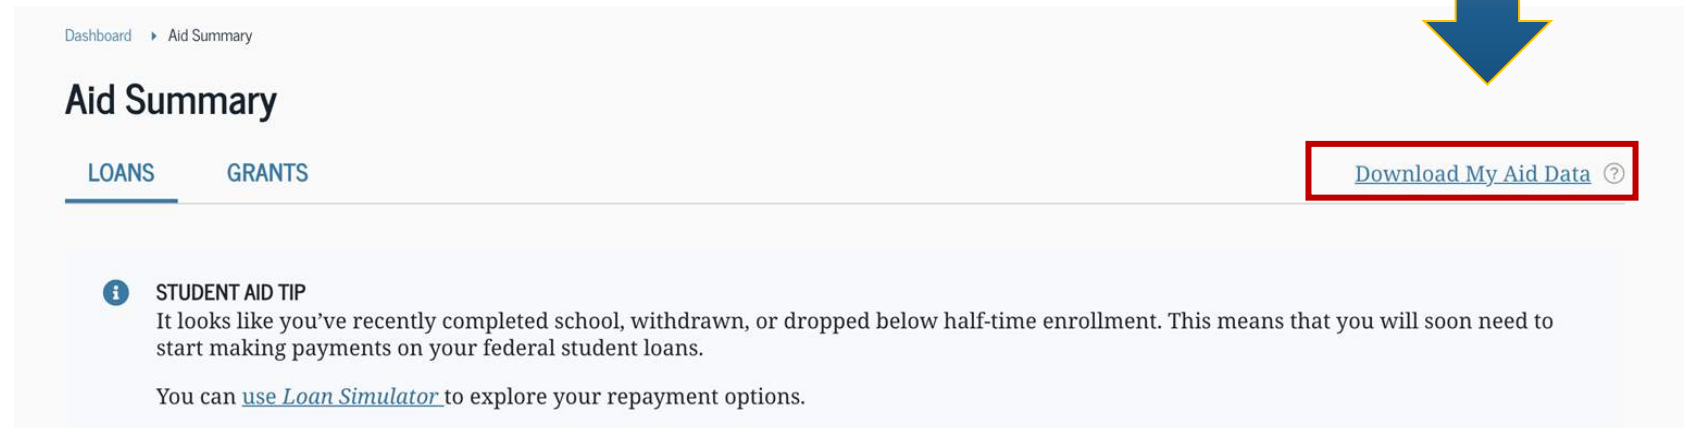 Dashboard Aid Summary
Aid Summary
LOANS GRANTS Download My Aid Data ?
STUDENT AID TIP
It looks like you’ve recently completed school, withdrawn, or dropped below half-time enrollment. This means that you will soon need to
start making payments on your federal student loans.
You can use Loan Simulator to explore your repayment options.